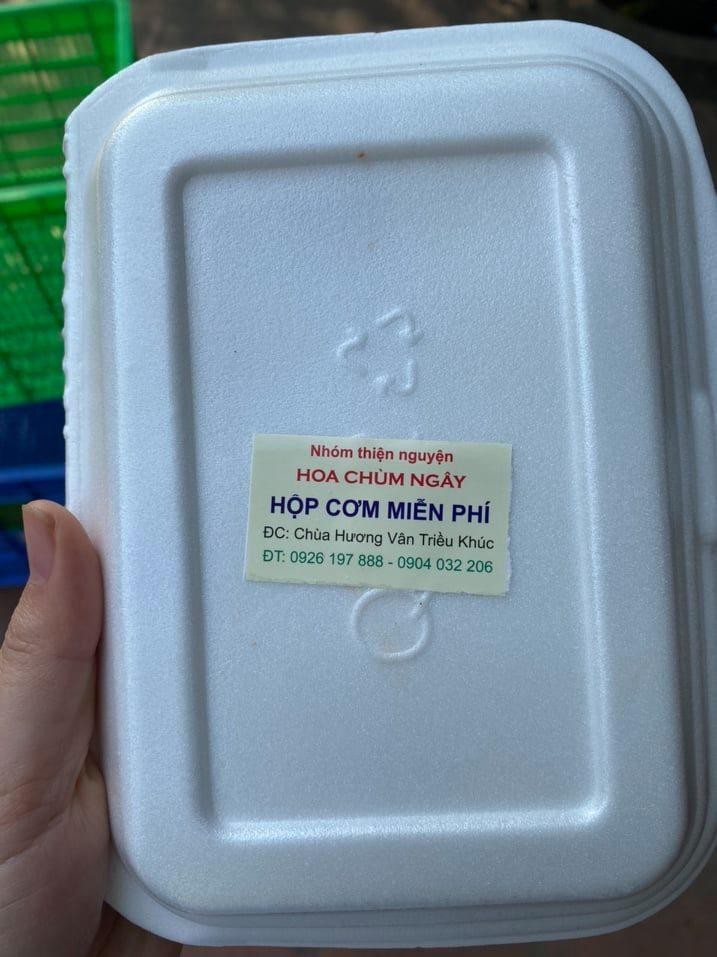 Nhóm thiện nguyện
HOA CHÙM NGÂY
HỘP CƠM MIỄN PHÍ
ĐC: Chùa Hương Vân Triều Khúc
ĐT: 0926 197 888 - 0904 032 206